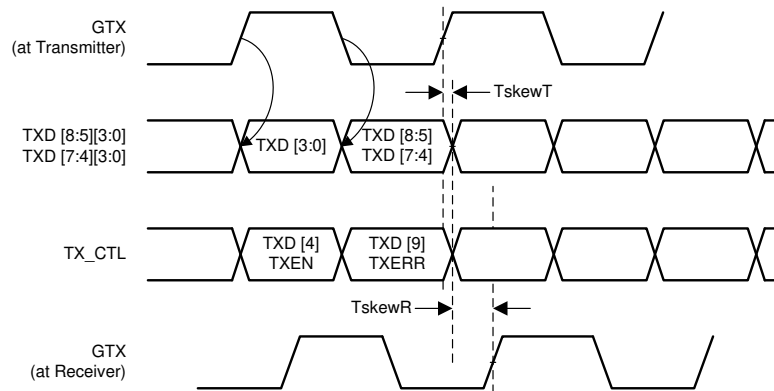 GTX
(at Transmitter)
TskewT
TXD [8:5][3:0]
TXD [7:4][3:0]
TXD [3:0]
TXD [8:5]
TXD [7:4]
TX_CTL
TXD [4]
TXEN
TXD [9]
TXERR
TskewR
GTX
(at Receiver)